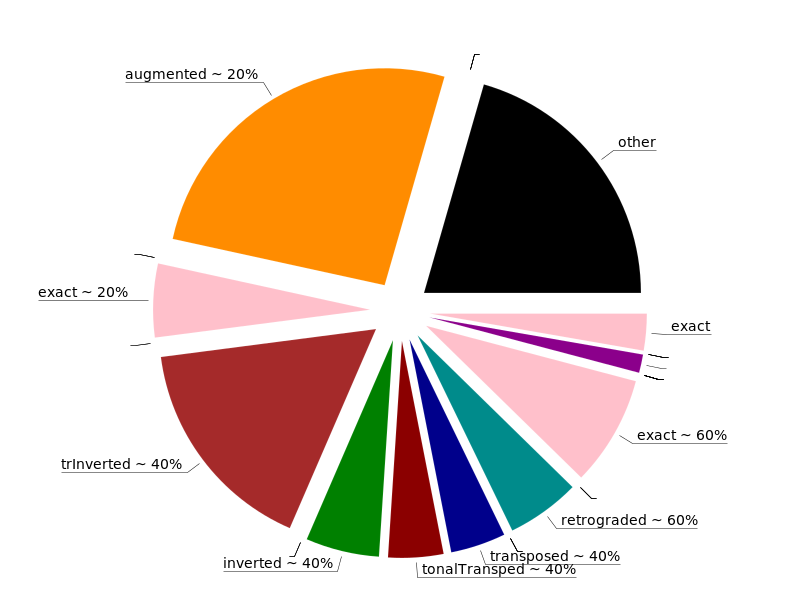 augmented ~ 20%
other
exact ~ 20%
exact
exact ~ 60%
trInverted ~ 40%
retrograded ~ 60%
transposed ~ 40%
inverted ~ 40%
tonalTransped ~ 40%